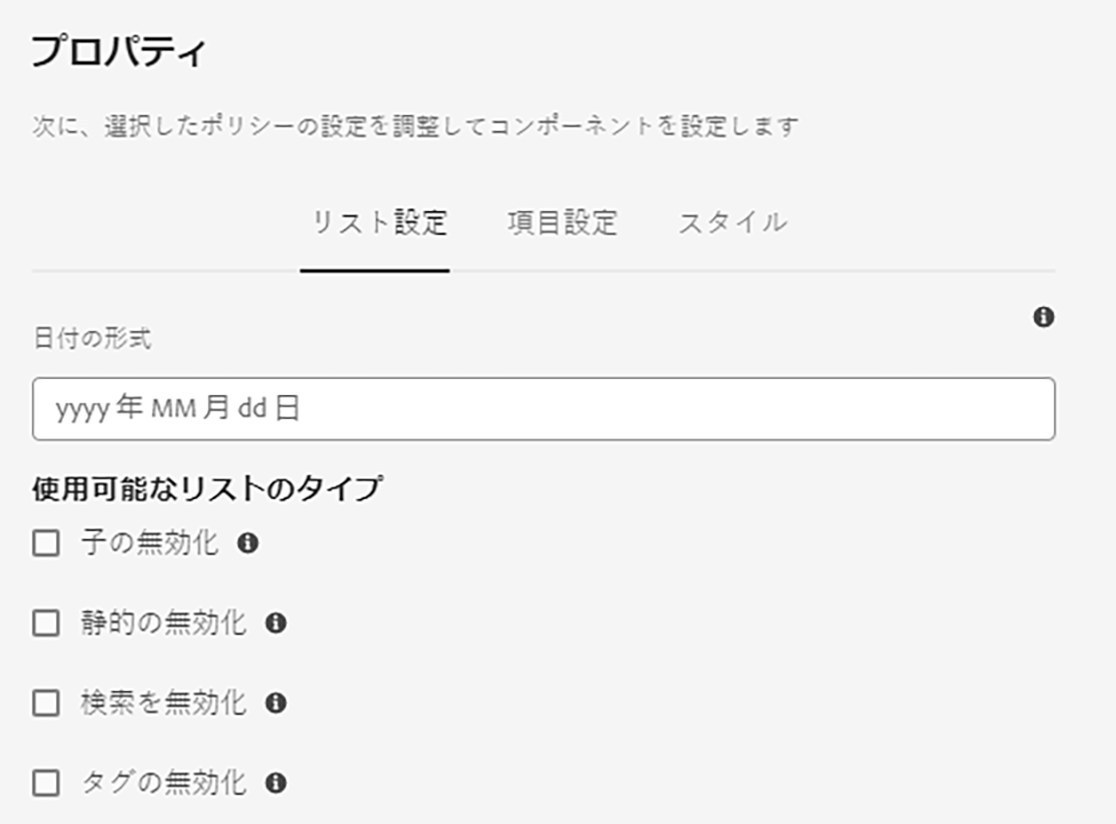 プロパティ
次に、選択したポリシーの設定を調整してコンポーネントを設定します
リスト設定 項目設定 スタイル
日付の形式
yyyy 年 MM 月 dd 日
使用可能なリストのタイプ
子の無効化
静的の無効化
検索を無効化
タグの無効化